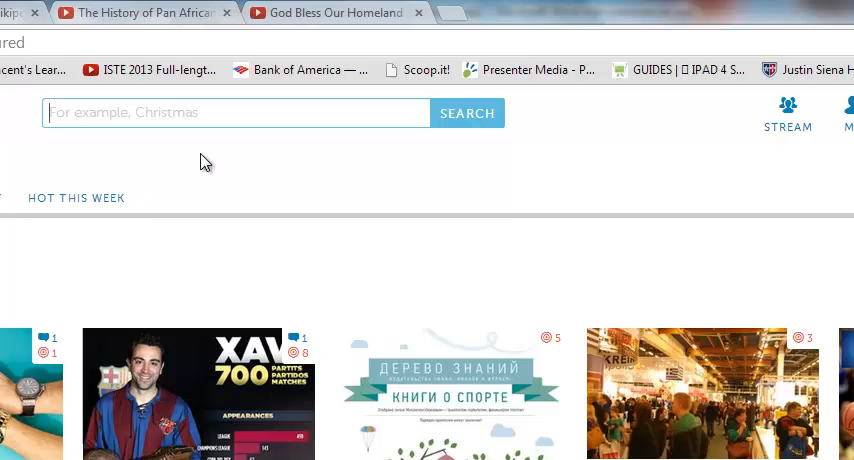 ikipe
The History of Pan African
God Bless Our Homeland
ured
cent's Lear...
ISTE 2013 Full-lengt...
Bank of America — ...
Scoop.it!
Presenter Media - P...
GUIDES | IPAD 4 S...
Justin Siena H
For example, Christmas
SEARCH
STREAM
M
HOT THIS WEEK
1
1
1
8
5
3
XAV
700 PARTITS
PARTIDOS
MATCHES
APPEARANCES
LEAGUE
CHAMPIONS LEAGUE
143
ДЕРЕВО ЗНАНИЙ
КНИГИ О СПОРТЕ